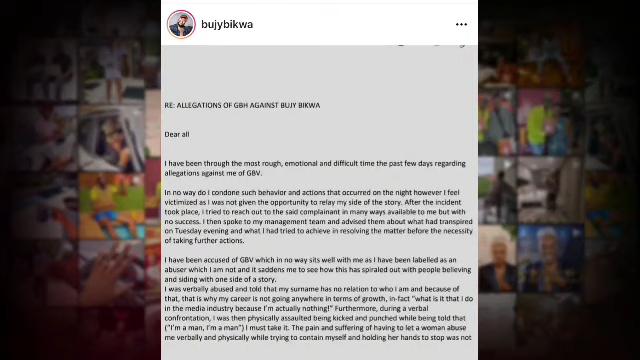 bujybikwa
RE: ALLEGATIONS OF GBH AGAINST BUJY BIKWA
Dear all
I have been through the most rough, emotional and difficult time the past few days regarding
allegations against me of GBV.
In no way do I condone such behavior and actions that occurred on the night however I feel
victimized as I was not given the opportunity to relay my side of the story. After the incident
took place, i tried to reach out to the said complainant in many ways available to me but with
no success. I then spoke to my management team and advised them about what had transpired
on Tuesday evening and what I had tried to achieve in resolving the matter before the necessity
of taking further actions.
I have been accused of GBV which in no way sits well with me as I have been labelled as an
abuser which I am not and it saddens me to see how this has spiraled out with people believing
and siding with one side of a story.
I was verbally abused and told that my surname has no relation to who I am and because of
that, that is why my career is not going anywhere in terms of growth, in-fact "what is it that I do
in the media industry because I'm actually nothing!" Furthermore, during a verbal
confrontation, I was then physically assaulted being kicked and punched while being told that
("I'm a man, I'm a man") I must take it. The pain and suffering of having to let a woman abuse
me verbally and physically while trying to contain myself and holding her hands to stop was not